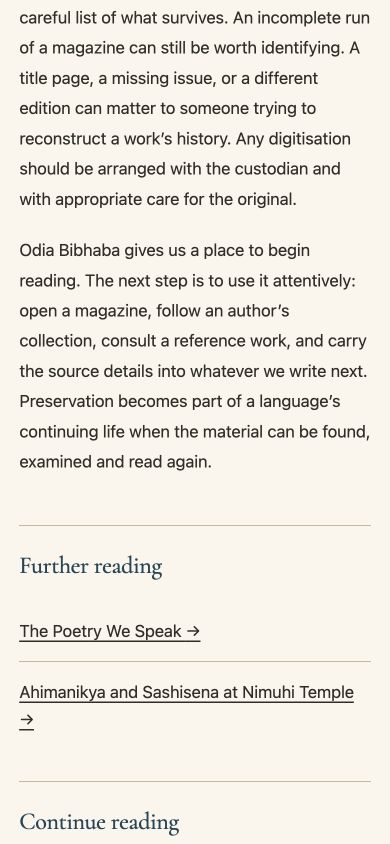 careful list of what survives. An incomplete run
of a magazine can still be worth identifying. A
title page, a missing issue, or a different
edition can matter to someone trying to
reconstruct a work’s history. Any digitisation
should be arranged with the custodian and
with appropriate care for the original.
Odia Bibhaba gives us a place to begin
reading. The next step is to use it attentively:
open a magazine, follow an author’s
collection, consult a reference work, and carry
the source details into whatever we write next.
Preservation becomes part of a language’s
continuing life when the material can be found,
examined and read again.
Further reading
The Poetry We Speak →
Ahimanikya and Sashisena at Nimuhi Temple
→
Continue reading